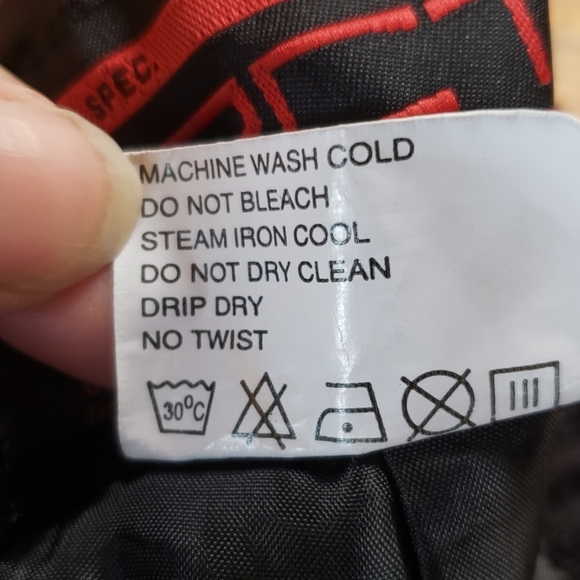 SPEC.
MACHINE WASH COLD
DO NOT BLEACH
STEAM IRON COOL
DO NOT DRY CLEAN
DRIP DRY
NO TWIST
30°C